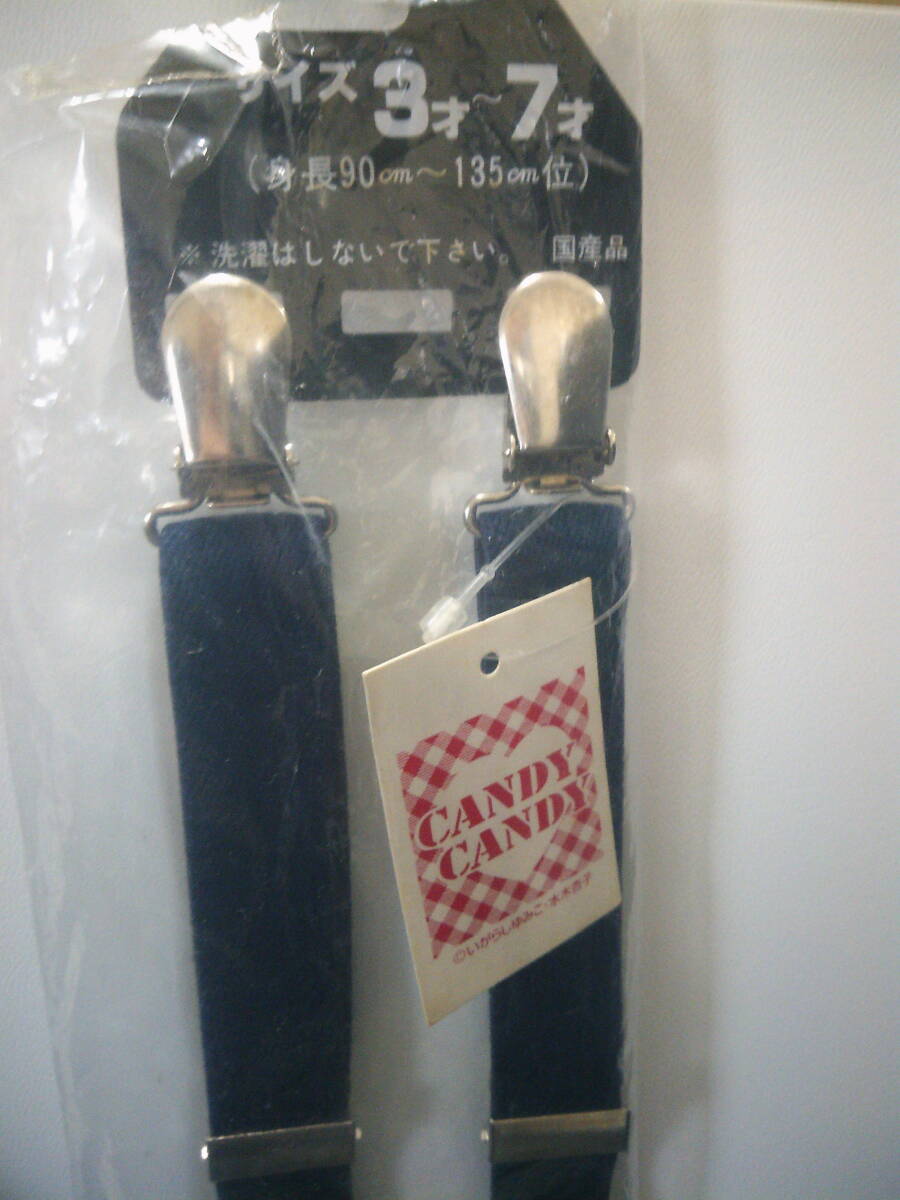 サイズ 3才~7才
(身長90cm~135cm位)
※洗濯はしないで下さい。 国産品
CANDY
CANDY
©いがらしゆみこ・水木杏子